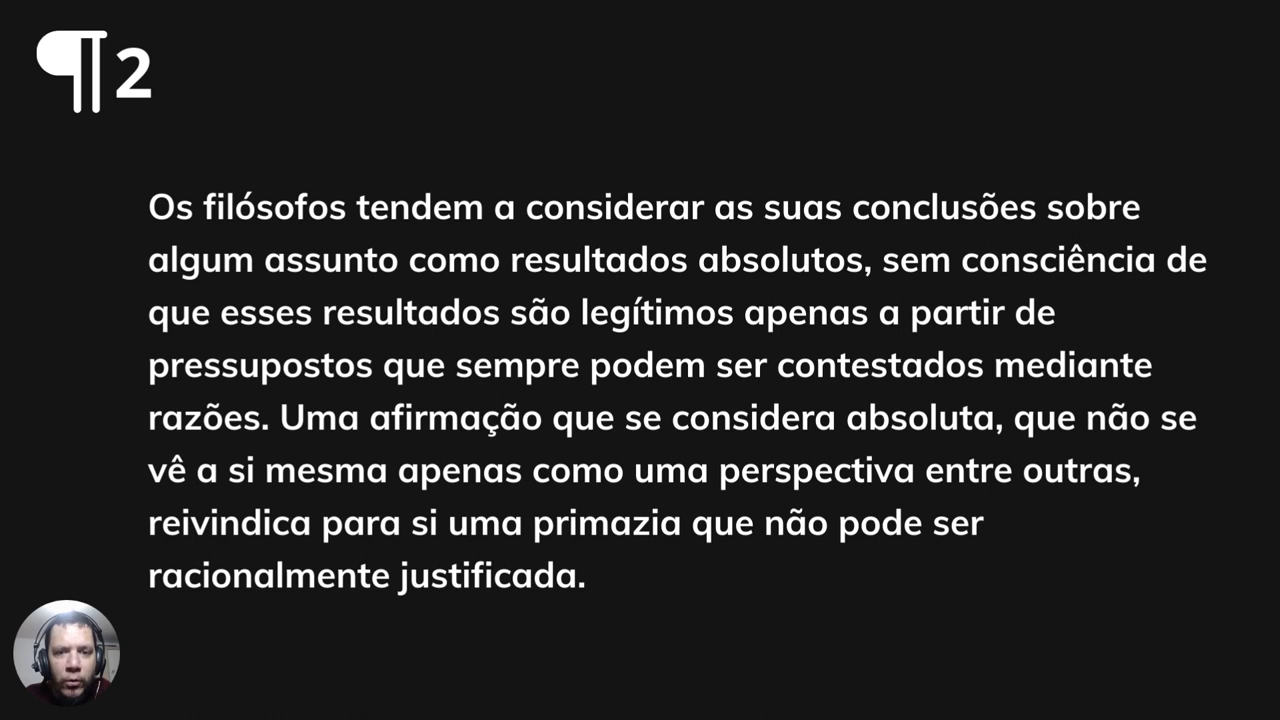 ¶2
Os filósofos tendem a considerar as suas conclusões sobre
algum assunto como resultados absolutos, sem consciência de
que esses resultados são legítimos apenas a partir de
pressupostos que sempre podem ser contestados mediante
razões. Uma afirmação que se considera absoluta, que não se
vê a si mesma apenas como uma perspectiva entre outras,
reivindica para si uma primazia que não pode ser
racionalmente justificada.